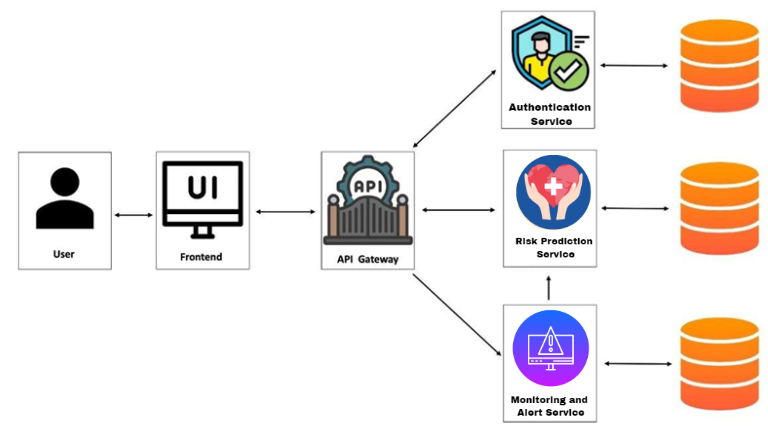 Authentication
Service
UI
API
Risk Prediction
Service
User
Frontend
API Gateway
Monitoring and
Alert Service